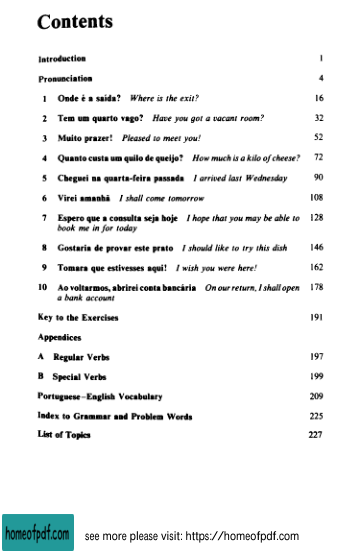 Contents
Introduction 1
Pronunciation 4
1 Onde è a saída? Where is the exit? 16
2 Tem um quarto vago? Have you got a vacant room? 32
3 Muito prazer! Pleased to meet you! 52
4 Quanto custa um quilo de queijo? How much is a kilo of cheese? 72
5 Cheguei na quarta-feira passada I arrived last Wednesday 90
6 Virei amanhã I shall come tomorrow 108
7 Espero que a consulta seja hoje I hope that you may be able to 128
book me in for today
8 Gostaria de provar este prato I should like to try this dish 146
9 Tomara que estivesses aqui! I wish you were here! 162
10 Ao voltarmos, abrirei conta bancária On our return, I shall open 178
a bank account
Key to the Exercises 191
Appendices
A Regular Verbs 197
B Special Verbs 199
Portuguese–English Vocabulary 209
Index to Grammar and Problem Words 225
List of Topics 227
homeofpdf.com see more please visit: https://homeofpdf.com